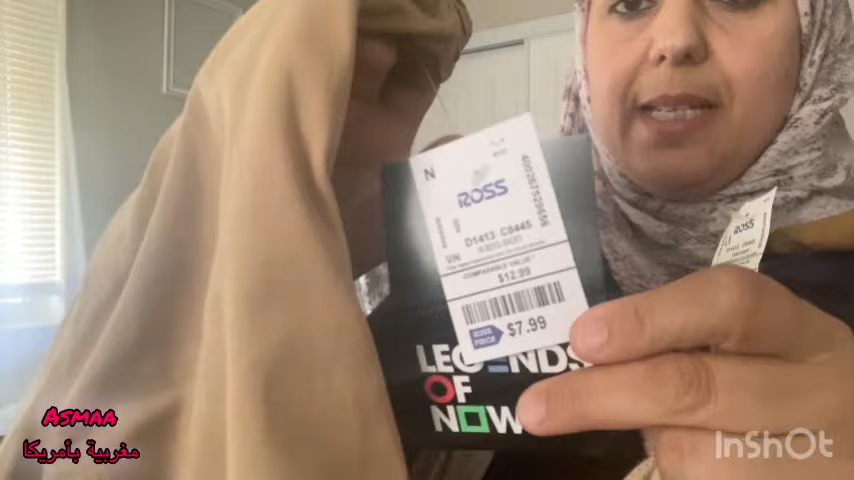 N
ROSS
400257529656
D1413 C8445
COMPARABLE VALUE*
$12.99
ROSS
PRICE
$7.99
LEGENDS
OF
NOW
ROSS
ASMAA
مغربية بأمريكا
InShOt